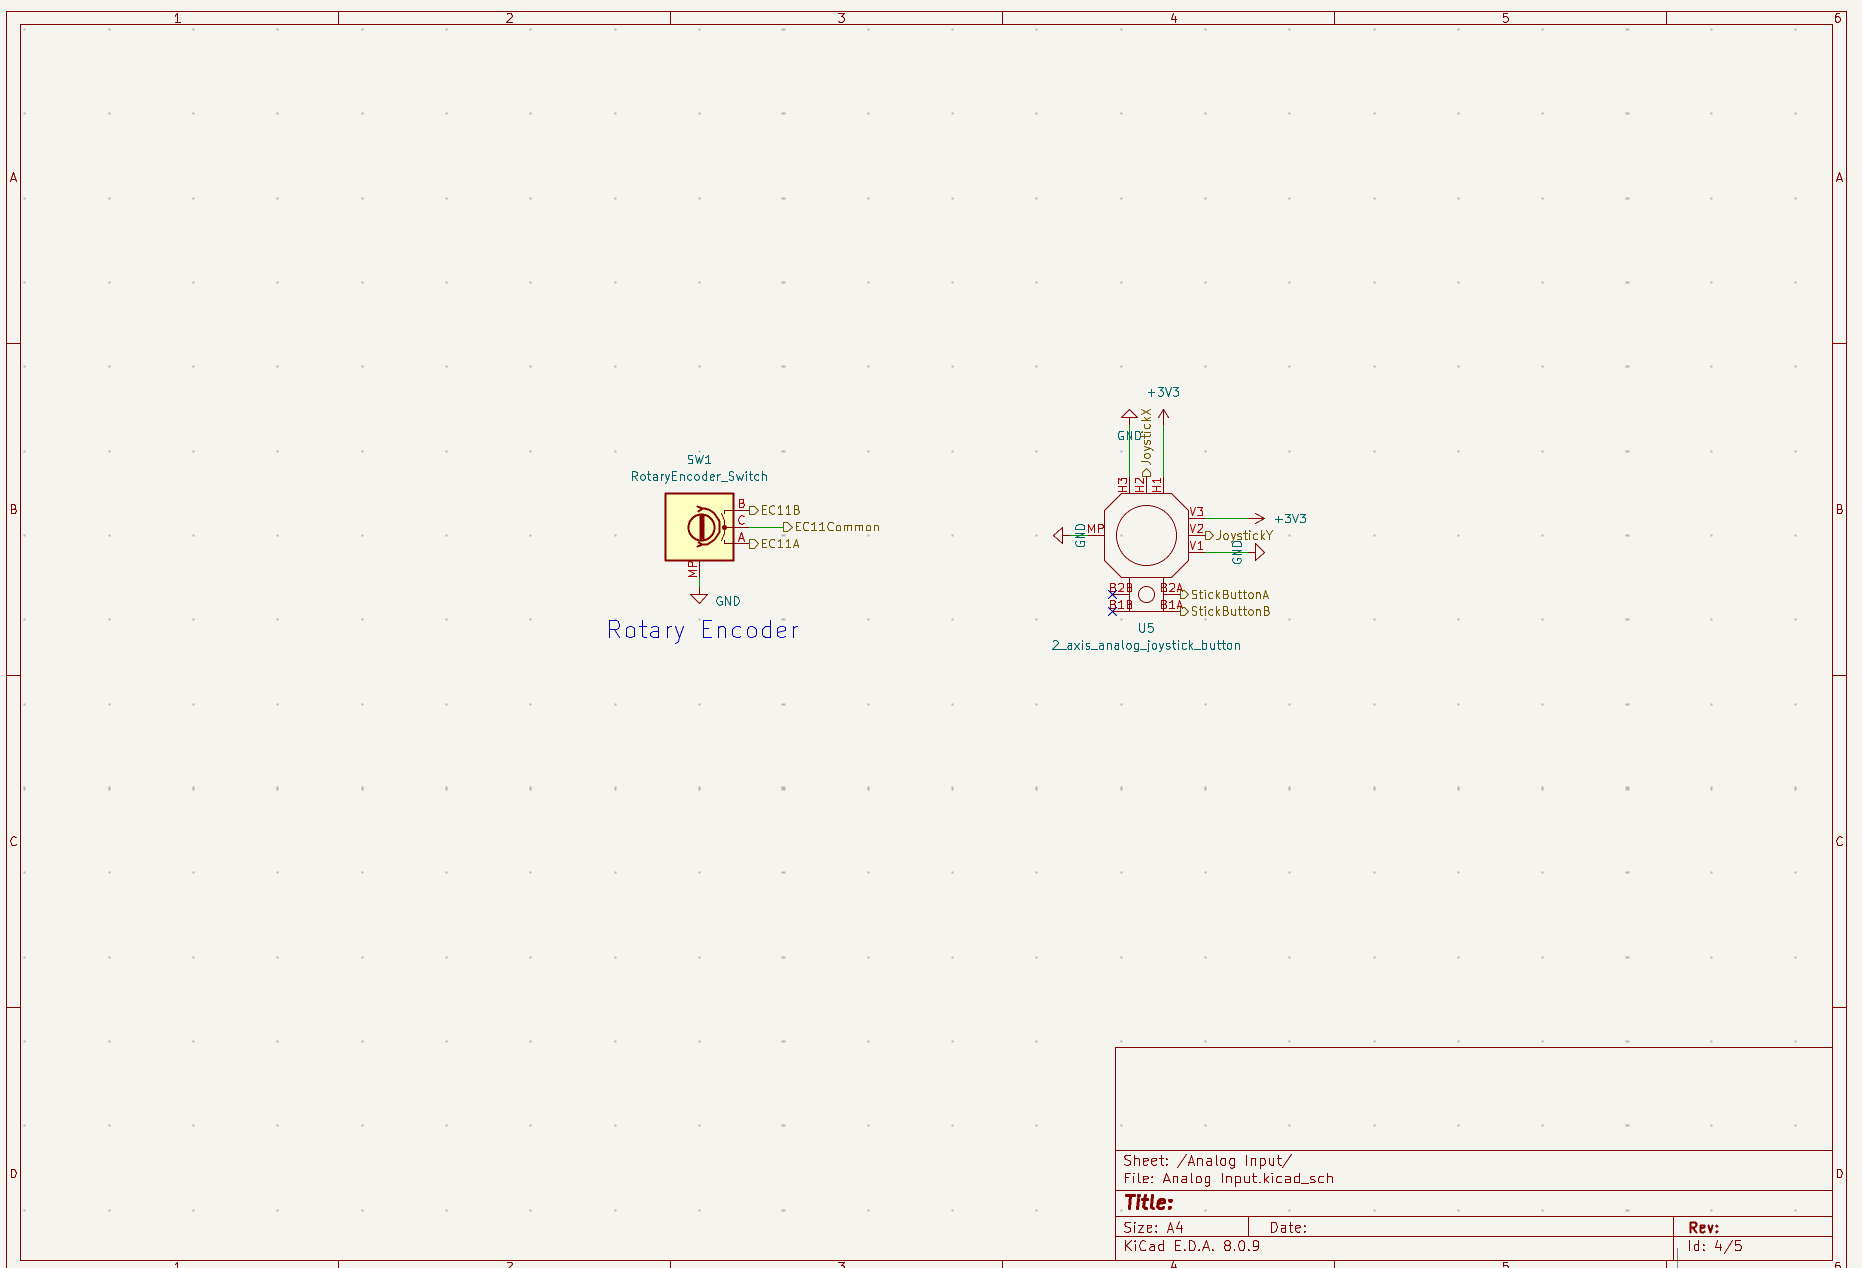 1 2 3 4 5 6
A A
B B
C C
D D
SW1
RotaryEncoder_Switch
B EC11B
C EC11Common
A EC11A
MP
GND
Rotary Encoder
+3V3
GND
JoystickX
H3 H2 H1
GND MP
V3 +3V3
V2 JoystickY
V1 GND
B2B B2A StickButtonA
B1B B1A StickButtonB
U5
2_axis_analog_joystick_button
Sheet: /Analog Input/
File: Analog Input.kicad_sch
Title:
Size: A4 Date: Rev:
KiCad E.D.A. 8.0.9 Id: 4/5
1 2 3 4 5 6